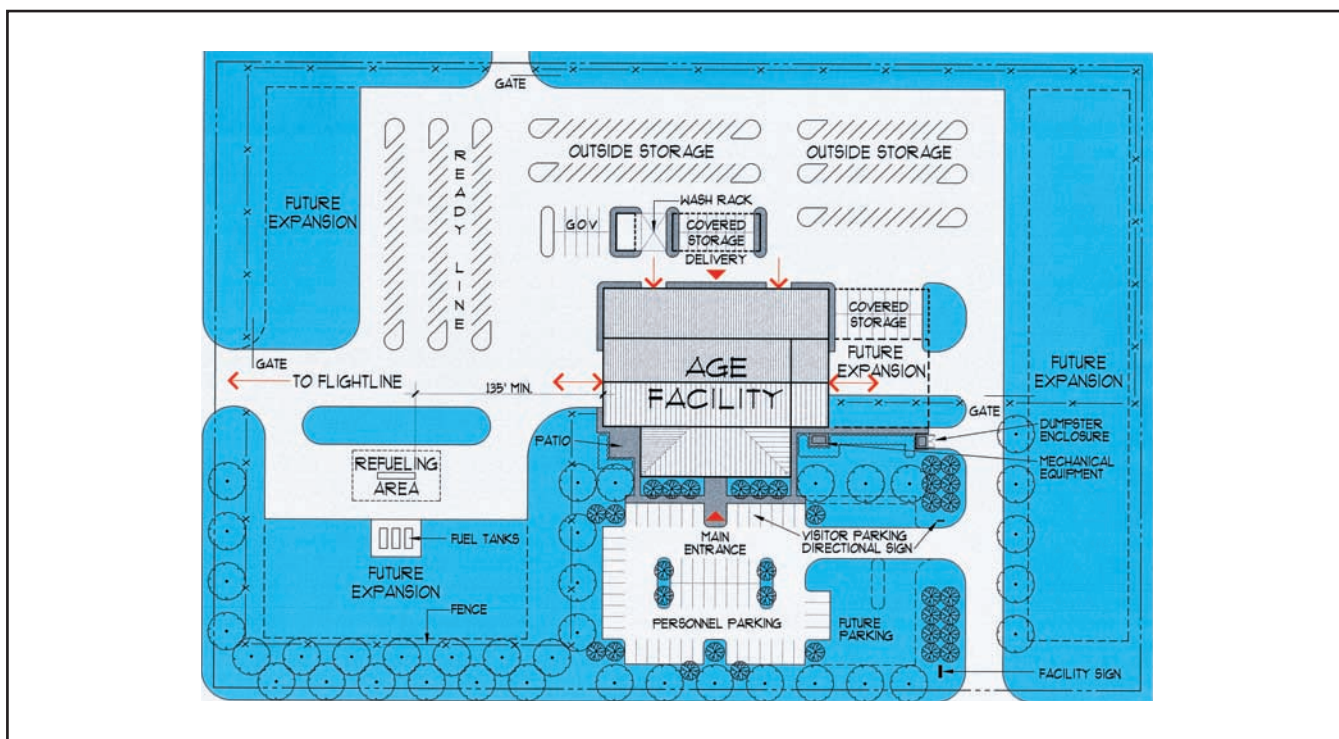 GATE
READY LINE
OUTSIDE STORAGE
OUTSIDE STORAGE
FUTURE
EXPANSION
WASH RACK
GOV
COVERED
STORAGE
DELIVERY
COVERED
STORAGE
FUTURE
EXPANSION
AGE
FACILITY
FUTURE
EXPANSION
GATE
TO FLIGHTLINE
135' MIN.
GATE
DUMPSTER
ENCLOSURE
MECHANICAL
EQUIPMENT
PATIO
REFUELING
AREA
FUEL TANKS
FUTURE
EXPANSION
FENCE
MAIN
ENTRANCE
VISITOR PARKING
DIRECTIONAL SIGN
PERSONNEL PARKING
FUTURE
PARKING
FACILITY SIGN